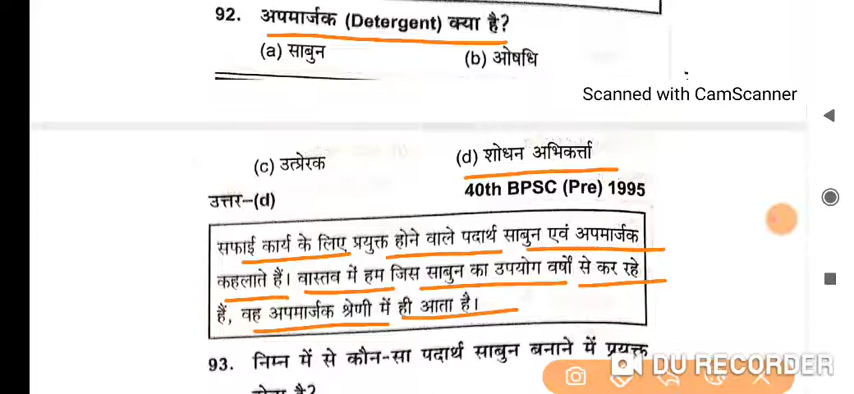 92. अपमार्जक (Detergent) क्या है?
(a) साबुन (b) ओषधि
Scanned with CamScanner
(c) उत्प्रेरक (d) शोधन अभिकर्त्ता
उत्तर–(d) 40th BPSC (Pre) 1995
सफाई कार्य के लिए प्रयुक्त होने वाले पदार्थ साबुन एवं अपमार्जक
कहलाते हैं। वास्तव में हम जिस साबुन का उपयोग वर्षों से कर रहे
हैं, वह अपमार्जक श्रेणी में ही आता है।
93. निम्न में से कौन-सा पदार्थ साबुन बनाने में प्रयुक्त
DU RECORDER
होता है?